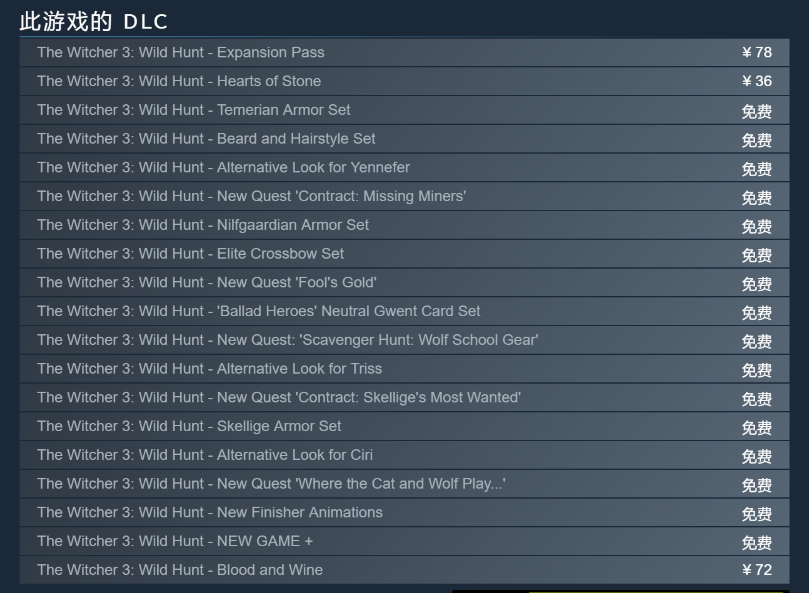 此游戏的 DLC
The Witcher 3: Wild Hunt - Expansion Pass ¥ 78
The Witcher 3: Wild Hunt - Hearts of Stone ¥ 36
The Witcher 3: Wild Hunt - Temerian Armor Set 免费
The Witcher 3: Wild Hunt - Beard and Hairstyle Set 免费
The Witcher 3: Wild Hunt - Alternative Look for Yennefer 免费
The Witcher 3: Wild Hunt - New Quest 'Contract: Missing Miners' 免费
The Witcher 3: Wild Hunt - Nilfgaardian Armor Set 免费
The Witcher 3: Wild Hunt - Elite Crossbow Set 免费
The Witcher 3: Wild Hunt - New Quest 'Fool's Gold' 免费
The Witcher 3: Wild Hunt - 'Ballad Heroes' Neutral Gwent Card Set 免费
The Witcher 3: Wild Hunt - New Quest: 'Scavenger Hunt: Wolf School Gear' 免费
The Witcher 3: Wild Hunt - Alternative Look for Triss 免费
The Witcher 3: Wild Hunt - New Quest 'Contract: Skellige's Most Wanted' 免费
The Witcher 3: Wild Hunt - Skellige Armor Set 免费
The Witcher 3: Wild Hunt - Alternative Look for Ciri 免费
The Witcher 3: Wild Hunt - New Quest 'Where the Cat and Wolf Play...' 免费
The Witcher 3: Wild Hunt - New Finisher Animations 免费
The Witcher 3: Wild Hunt - NEW GAME + 免费
The Witcher 3: Wild Hunt - Blood and Wine ¥ 72